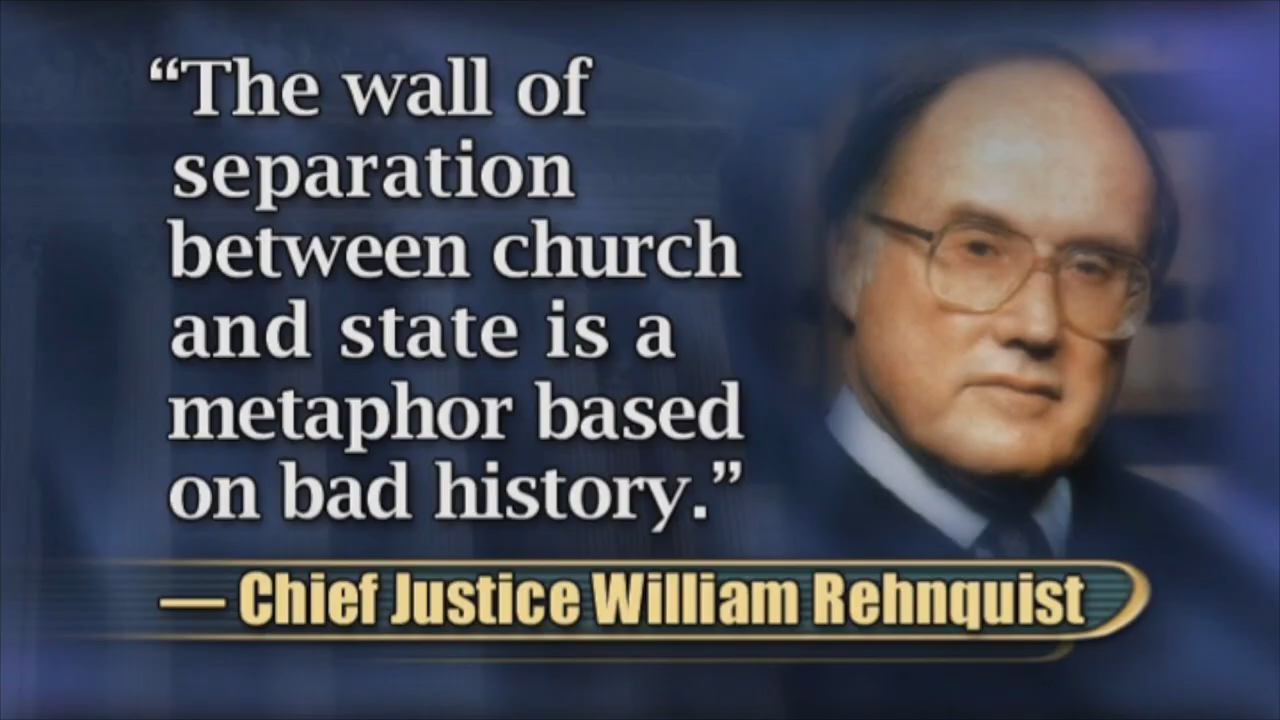 “The wall of
separation
between church
and state is a
metaphor based
on bad history.”
— Chief Justice William Rehnquist